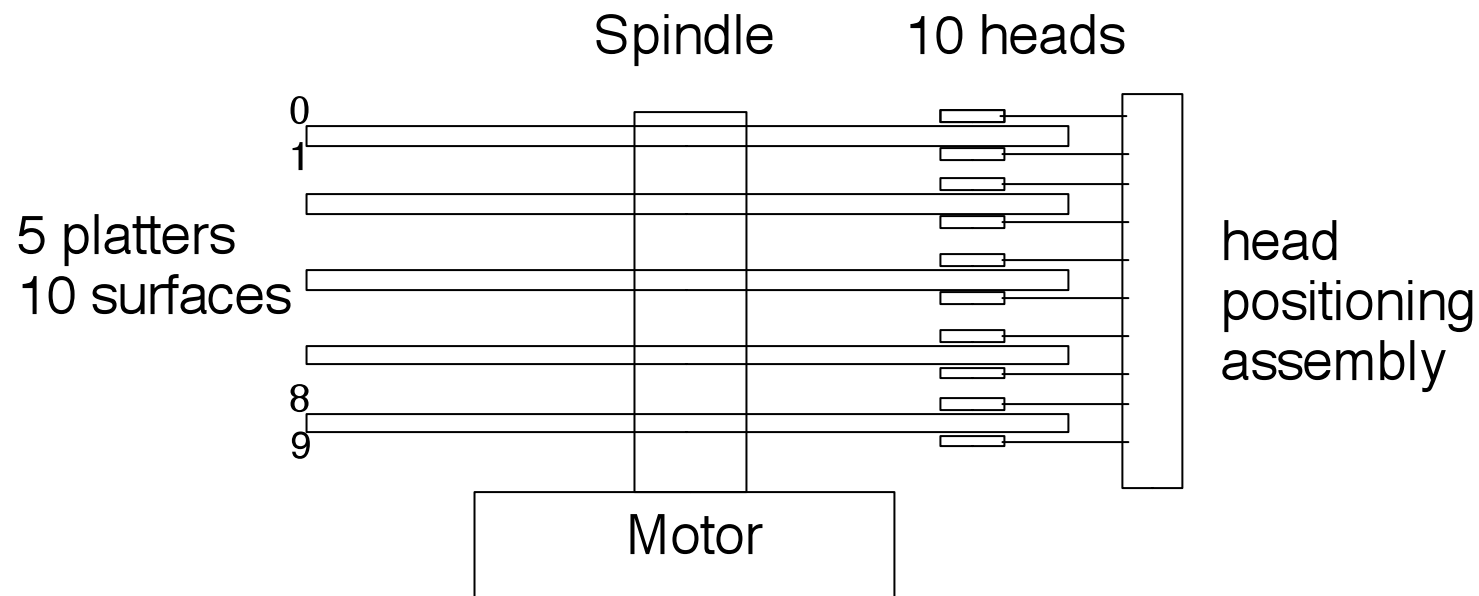 Spindle
10 heads
0
1
5 platters
10 surfaces
head
positioning
assembly
8
9
Motor